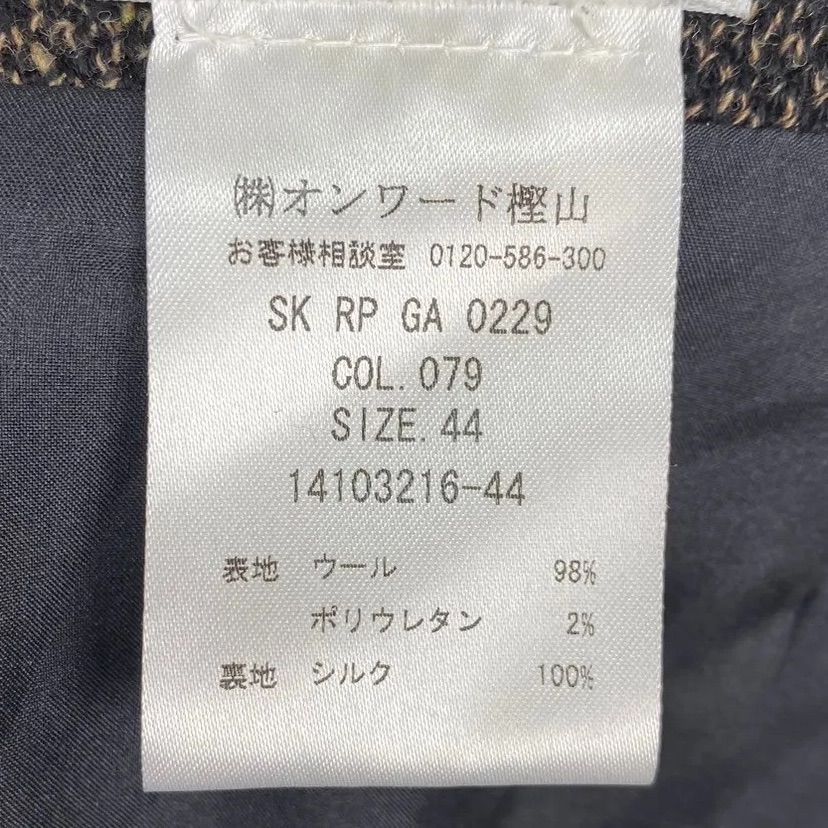 ㈱オンワード樫山
お客様相談室 0120-586-300
SK RP GA 0229
COL.079
SIZE.44
14103216-44
表地 ウール 98%
ポリウレタン 2%
裏地 シルク 100%